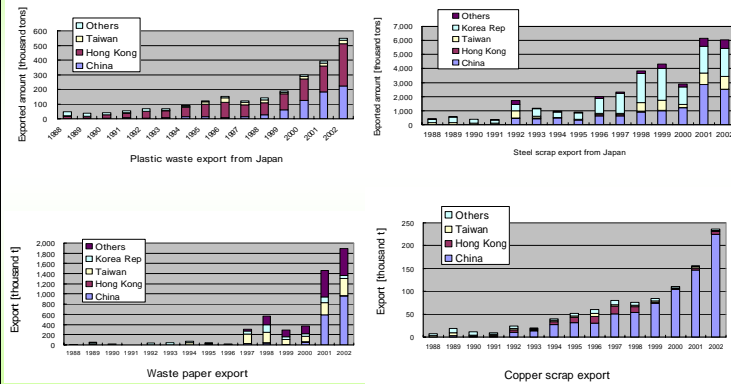 Exported amount [thousand tons]
600
500
400
300
200
100
0
Others
Taiwan
Hong Kong
China
1988 1989 1990 1991 1992 1993 1994 1995 1996 1997 1998 1999 2000 2001 2002
Plastic waste export from Japan
Exported amount [thousand tons]
7,000
6,000
5,000
4,000
3,000
2,000
1,000
0
Others
Korea Rep
Taiwan
Hong Kong
China
1988 1989 1990 1991 1992 1993 1994 1995 1996 1997 1998 1999 2000 2001 2002
Steel scrap export from Japan
Export [thousand t]
2,000
1,800
1,600
1,400
1,200
1,000
800
600
400
200
0
Others
Korea Rep
Taiwan
Hong Kong
China
1988 1989 1990 1991 1992 1993 1994 1995 1996 1997 1998 1999 2000 2001 2002
Waste paper export
Export [thousand t]
250
200
150
100
50
0
Others
Taiwan
Hong Kong
China
1988 1989 1990 1991 1992 1993 1994 1995 1996 1997 1998 1999 2000 2001 2002
Copper scrap export